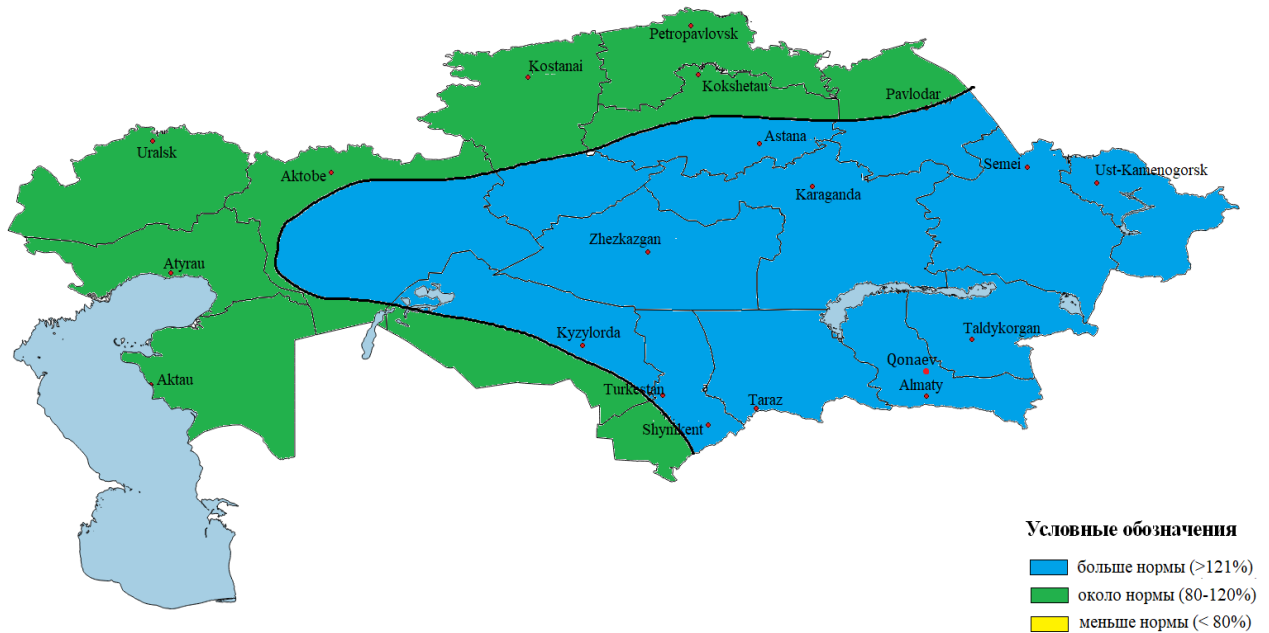 Petropavlovsk
Kostanai
Kokshetau
Pavlodar
Astana
Uralsk
Aktobe
Semei
Ust-Kamenogorsk
Karaganda
Zhezkazgan
Atyrau
Kyzylorda
Taldykorgan
Qonaev
Aktau
Turkestan
Almaty
Taraz
Shymkent
Условные обозначения
больше нормы (>121%)
около нормы (80-120%)
меньше нормы (< 80%)